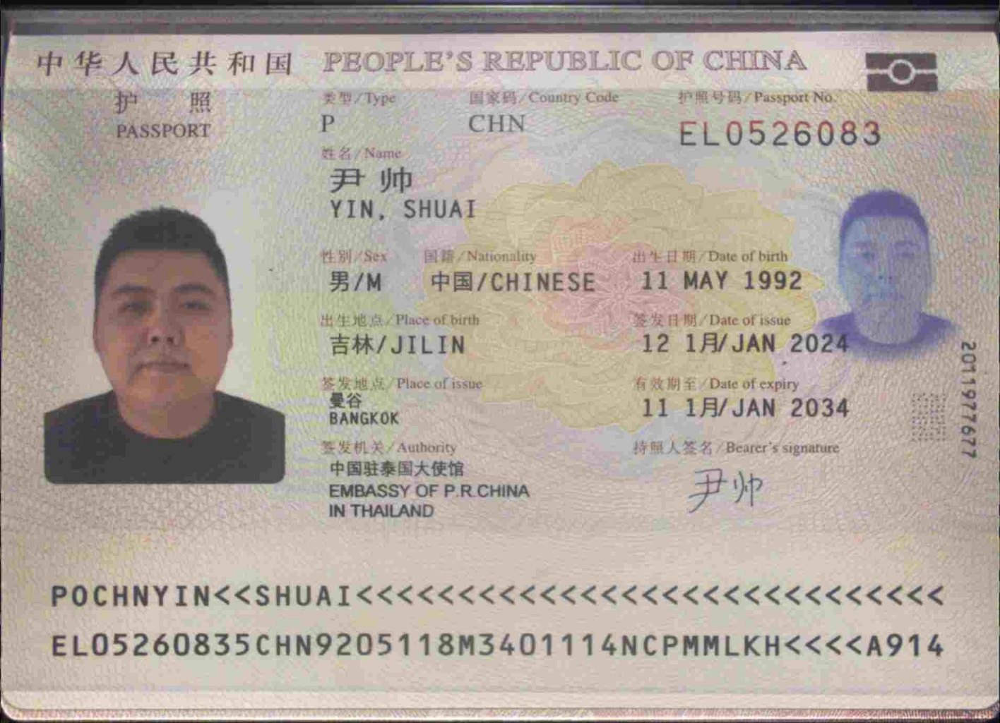 中华人民共和国 PEOPLE'S REPUBLIC OF CHINA
护 照
PASSPORT
类型/Type 国家码/Country Code 护照号码/Passport No.
P CHN EL0526083
姓名/Name
尹 帅
YIN, SHUAI
性别/Sex 国籍/Nationality 出生日期/Date of birth
男/M 中国/CHINESE 11 MAY 1992
出生地点/Place of birth 签发日期/Date of issue
吉林/JILIN 12 1月/JAN 2024
签发地点/Place of issue 有效期至/Date of expiry
曼谷
BANGKOK 11 1月/JAN 2034
签发机关/Authority 持照人签名/Bearer's signature
中国驻泰国大使馆
EMBASSY OF P.R.CHINA
IN THAILAND
尹帅
2011977677
POCHNYIN<<SHUAI<<<<<<<<<<<<<<<<<<<<<<<<<<<<<
EL05260835CHN9205118M3401114NCPMMLKH<<<<A914